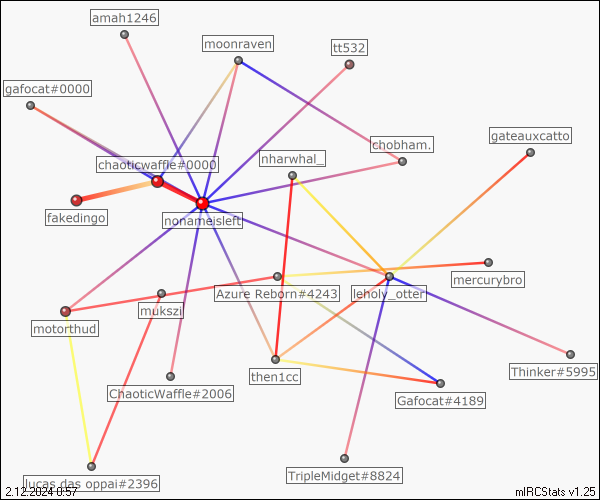 amah1246
moonraven
tt532
gafocat#0000
gateauxcatto
chobham.
nharwhal_
chaoticwaffle#0000
fakedingo
nonameisleft
mercurybro
Azure Reborn#4243
leholy_otter
mukszil
motorthud
Thinker#5995
then1cc
ChaoticWaffle#2006
Gafocat#4189
TripleMidget#8824
lucas das oppai#2396
2.12.2024 0:57
mIRCStats v1.25